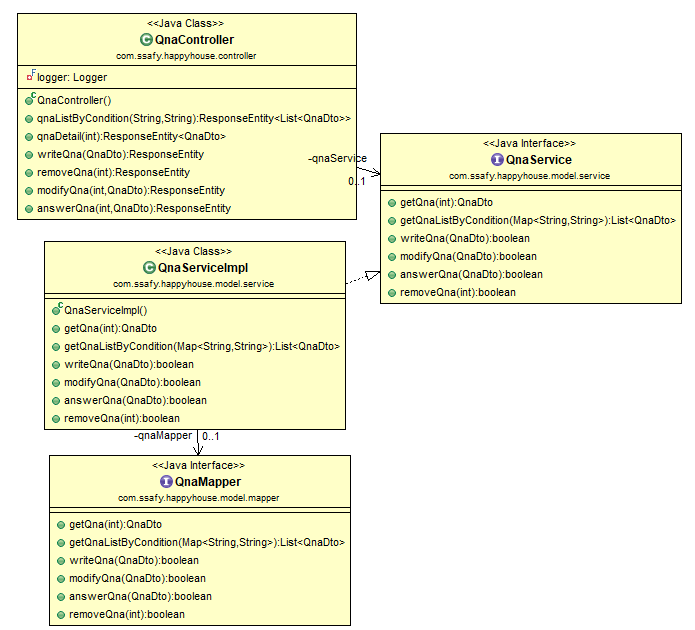 <<Java Class>>
C QnaController
com.ssafy.happyhouse.controller
F logger: Logger
C QnaController()
qnaListByCondition(String,String):ResponseEntity<List<QnaDto>>
qnaDetail(int):ResponseEntity<QnaDto>
writeQna(QnaDto):ResponseEntity
removeQna(int):ResponseEntity
modifyQna(int,QnaDto):ResponseEntity
answerQna(int,QnaDto):ResponseEntity
-qnaService
0..1
<<Java Interface>>
I QnaService
com.ssafy.happyhouse.model.service
getQna(int):QnaDto
getQnaListByCondition(Map<String,String>):List<QnaDto>
writeQna(QnaDto):boolean
modifyQna(QnaDto):boolean
answerQna(QnaDto):boolean
removeQna(int):boolean
<<Java Class>>
C QnaServiceImpl
com.ssafy.happyhouse.model.service
C QnaServiceImpl()
getQna(int):QnaDto
getQnaListByCondition(Map<String,String>):List<QnaDto>
writeQna(QnaDto):boolean
modifyQna(QnaDto):boolean
answerQna(QnaDto):boolean
removeQna(int):boolean
-qnaMapper 0..1
<<Java Interface>>
I QnaMapper
com.ssafy.happyhouse.model.mapper
getQna(int):QnaDto
getQnaListByCondition(Map<String,String>):List<QnaDto>
writeQna(QnaDto):boolean
modifyQna(QnaDto):boolean
answerQna(QnaDto):boolean
removeQna(int):boolean